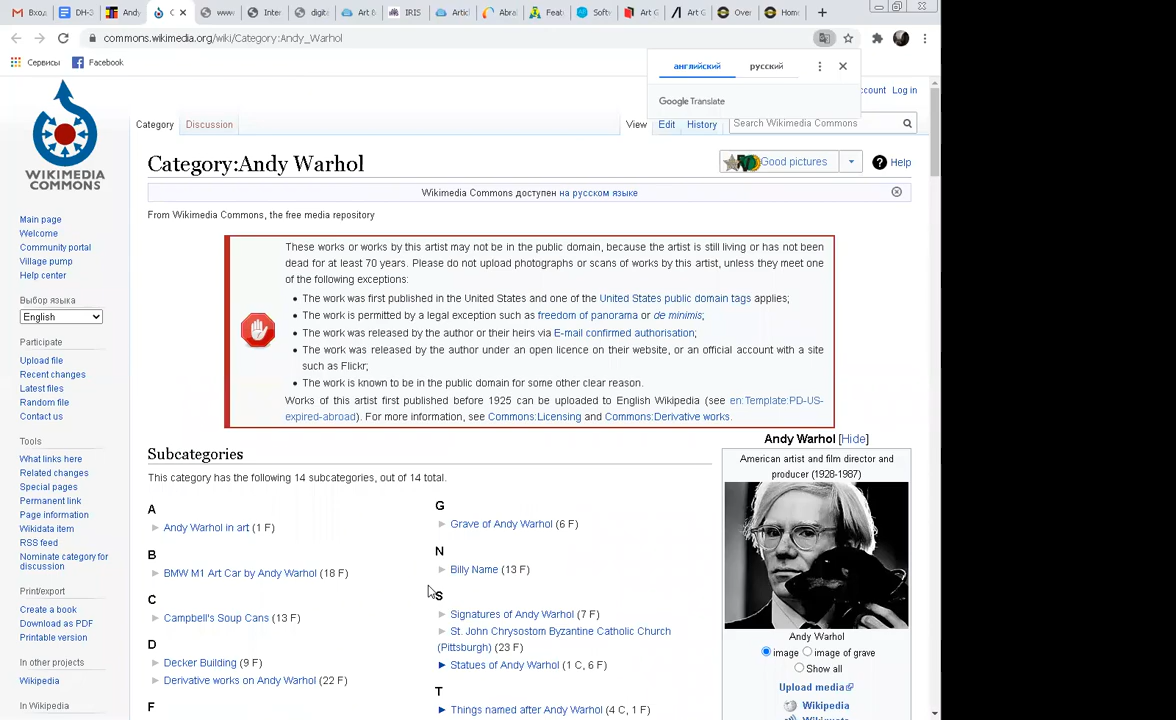 Вход
DH-3
Andy
C
www
Inter
digit
Art B
IRIS
Articl
Abra
Feat
Softv
Art G
Art G
Over
Hom
commons.wikimedia.org/wiki/Category:Andy_Warhol
Сервисы
Facebook
английский
русский
Google Translate
ccount
Log in
Category
Discussion
View
Edit
History
Search Wikimedia Commons
WIKIMEDIA
COMMONS
Category:Andy Warhol
Good pictures
Help
Wikimedia Commons доступен на русском языке
From Wikimedia Commons, the free media repository
These works or works by this artist may not be in the public domain, because the artist is still living or has not been
dead for at least 70 years. Please do not upload photographs or scans of works by this artist, unless they meet one
of the following exceptions:
• The work was first published in the United States and one of the United States public domain tags applies;
• The work is permitted by a legal exception such as freedom of panorama or de minimis;
• The work was released by the author or their heirs via E-mail confirmed authorisation;
• The work was released by the author under an open licence on their website, or an official account with a site
such as Flickr;
• The work is known to be in the public domain for some other clear reason.
Works of this artist first published before 1925 can be uploaded to English Wikipedia (see en:Template:PD-US-
expired-abroad). For more information, see Commons:Licensing and Commons:Derivative works.
Main page
Welcome
Community portal
Village pump
Help center
Выбор языка
English
Participate
Upload file
Recent changes
Latest files
Random file
Contact us
Tools
What links here
Related changes
Special pages
Permanent link
Page information
Wikidata item
RSS feed
Nominate category for
discussion
Print/export
Create a book
Download as PDF
Printable version
In other projects
Wikipedia
In Wikipedia
Subcategories
This category has the following 14 subcategories, out of 14 total.
A
Andy Warhol in art (1 F)
B
BMW M1 Art Car by Andy Warhol (18 F)
C
Campbell's Soup Cans (13 F)
D
Decker Building (9 F)
Derivative works on Andy Warhol (22 F)
F
G
Grave of Andy Warhol (6 F)
N
Billy Name (13 F)
S
Signatures of Andy Warhol (7 F)
St. John Chrysostom Byzantine Catholic Church
(Pittsburgh) (23 F)
Statues of Andy Warhol (1 C, 6 F)
T
Things named after Andy Warhol (4 C, 1 F)
Andy Warhol [Hide]
American artist and film director and
producer (1928-1987)
Andy Warhol
image
image of grave
Show all
Upload media
Wikipedia